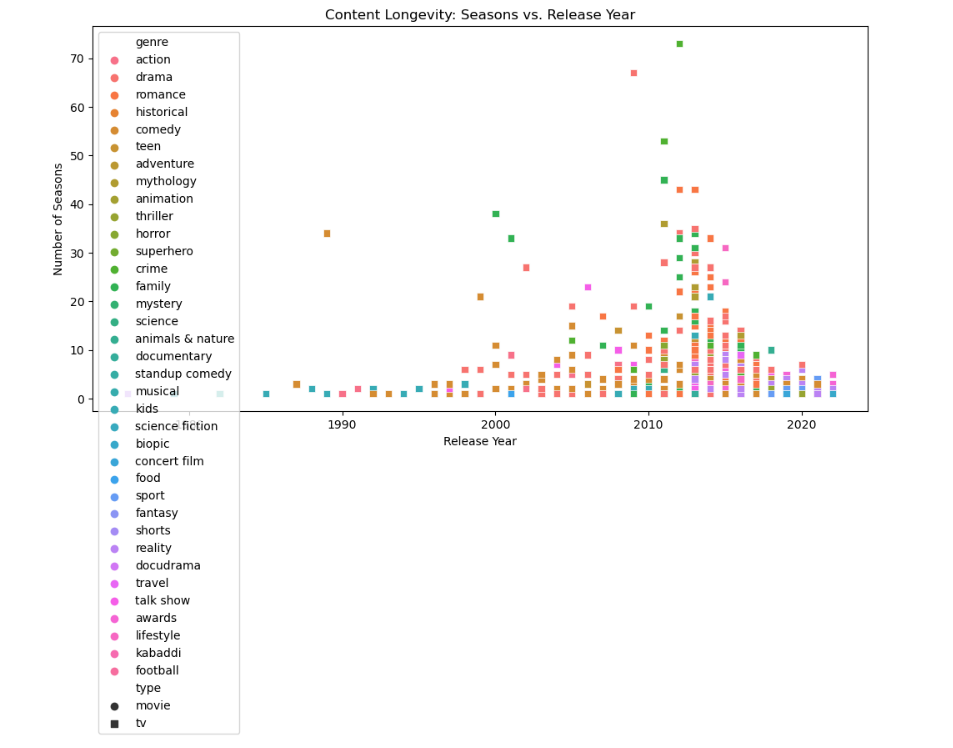 Content Longevity: Seasons vs. Release Year
Number of Seasons
70
60
50
40
30
20
10
0
1990
2000
2010
2020
Release Year
genre
action
drama
romance
historical
comedy
teen
adventure
mythology
animation
thriller
horror
superhero
crime
family
mystery
science
animals & nature
documentary
standup comedy
musical
kids
science fiction
biopic
concert film
food
sport
fantasy
shorts
reality
docudrama
travel
talk show
awards
lifestyle
kabaddi
football
type
movie
tv